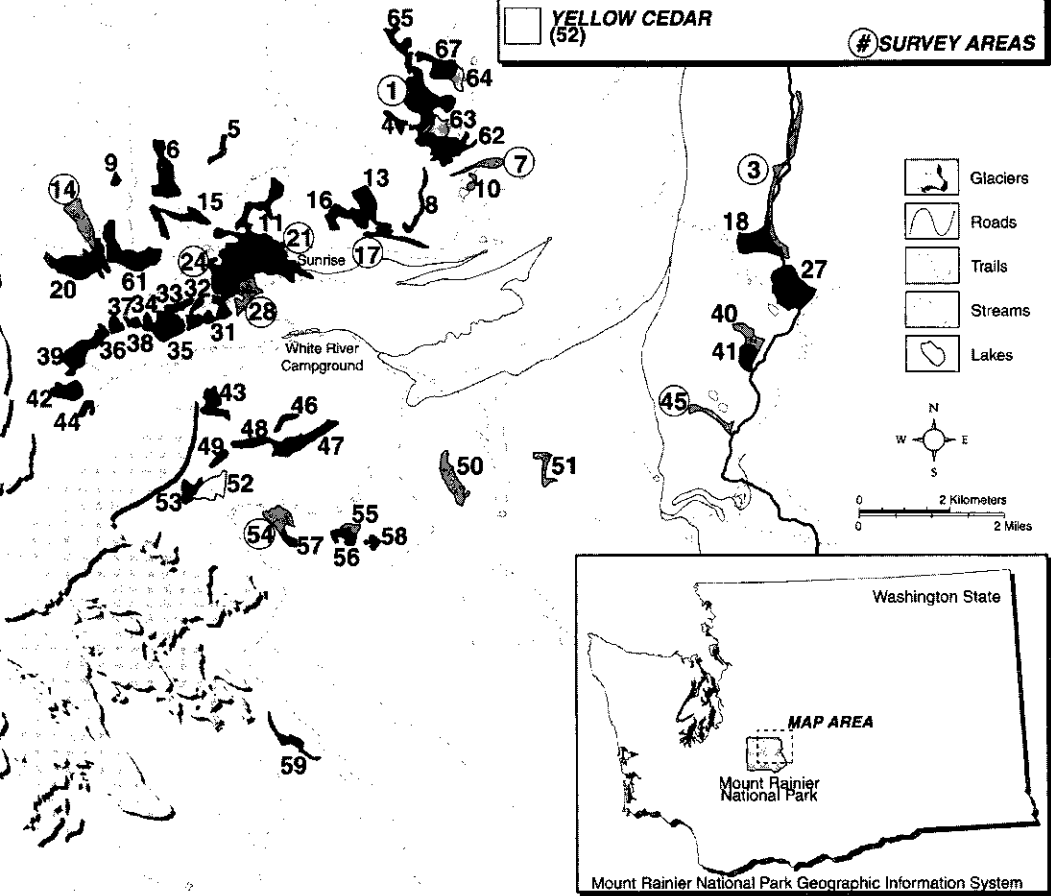 YELLOW CEDAR
(52)
# SURVEY AREAS
65
67
64
1
4
63
62
7
10
5
6
9
14
15
13
16
8
11
21
Sunrise
17
24
20
61
3
18
27
Glaciers
Roads
Trails
Streams
Lakes
37 34 33 32
28
31
36 38 35
39
White River
Campground
40
41
42
44
43
46
48
47
49
45
N
W E
S
50
51
52
53
0 2 Kilometers
0 2 Miles
54
57
55
56
58
59
Washington State
MAP AREA
Mount Rainier
National Park
Mount Rainier National Park Geographic Information System